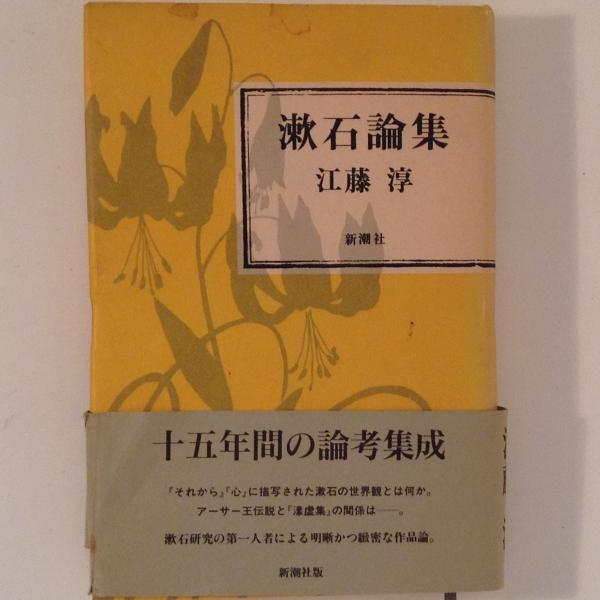 漱石論集
江藤 淳
新潮社
十五年間の論考集成
『それから』『心』に描写された漱石の世界観とは何か。
アーサー王伝説と『漾虚集』の関係は――。
漱石研究の第一人者による明晰かつ緻密な作品論。
新潮社版